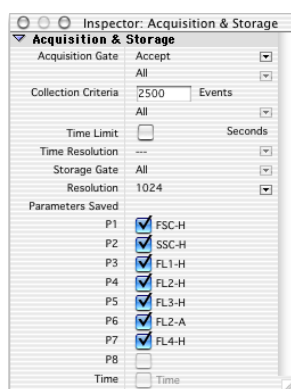 Inspector: Acquisition & Storage
Acquisition & Storage
Acquisition Gate Accept
All
Collection Criteria 2500 Events
All
Time Limit Seconds
Time Resolution ---
Storage Gate All
Resolution 1024
Parameters Saved
P1 FSC-H
P2 SSC-H
P3 FL1-H
P4 FL2-H
P5 FL3-H
P6 FL2-A
P7 FL4-H
P8
Time Time